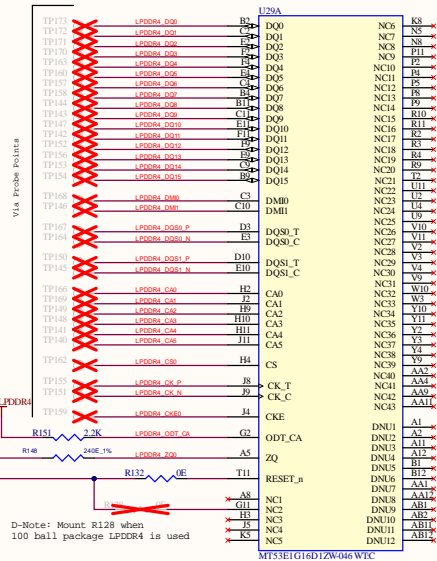 U29A
TP173 LPDDR4_DQ0 B2 DQ0 NC6 K8
TP172 LPDDR4_DQ1 C2 DQ1 NC7 N5
TP171 LPDDR4_DQ2 E2 DQ2 NC8 N8
TP170 LPDDR4_DQ3 F2 DQ3 NC9 P11
TP164 LPDDR4_DQ4 F4 DQ4 NC10 P2
TP163 LPDDR4_DQ5 E4 DQ5 NC11 P4
TP160 LPDDR4_DQ6 C4 DQ6 NC12 P5
TP157 LPDDR4_DQ7 B4 DQ7 NC13 P8
TP158 LPDDR4_DQ8 B11 DQ8 NC14 P9
TP144 LPDDR4_DQ9 C11 DQ9 NC15 R10
TP143 LPDDR4_DQ10 E11 DQ10 NC16 R11
TP147 LPDDR4_DQ11 F11 DQ11 NC17 R2
TP142 LPDDR4_DQ12 F9 DQ12 NC18 R3
TP152 LPDDR4_DQ13 E9 DQ13 NC19 R4
TP156 LPDDR4_DQ14 C9 DQ14 NC20 R9
TP153 LPDDR4_DQ15 B9 DQ15 NC21 T2
TP154 NC22 U11
TP168 LPDDR4_DMI0 C3 DMI0 NC23 U2
TP146 LPDDR4_DMI1 C10 DMI1 NC24 U4
NC25 U9
TP167 LPDDR4_DQS0_P D3 DQS0_T NC26 V10
TP164 LPDDR4_DQS0_N E3 DQS0_C NC27 V11
NC28 V2
TP150 LPDDR4_DQS1_P D10 DQS1_T NC29 V3
TP145 LPDDR4_DQS1_N E10 DQS1_C NC30 V4
NC31 V9
TP166 LPDDR4_CA0 H2 CA0 NC32 W10
TP169 LPDDR4_CA1 J2 CA1 NC33 W3
TP149 LPDDR4_CA2 H9 CA2 NC34 Y10
TP148 LPDDR4_CA3 H10 CA3 NC35 Y11
TP141 LPDDR4_CA4 H11 CA4 NC36 Y2
TP140 LPDDR4_CA5 J11 CA5 NC37 Y3
NC38 Y4
TP162 LPDDR4_CS0 H4 CS NC39 Y9
NC40 AA2
TP155 LPDDR4_CK_P J8 CK_T NC41 AA4
TP151 LPDDR4_CK_N J9 CK_C NC42 AA9
NC43 AA11
TP159 LPDDR4_CKE0 J4 CKE
DNU1 A1
R151 2.2K LPDDR4_ODT_CA G2 ODT_CA DNU2 A2
DNU3 A11
R148 240E_1% LPDDR4_ZQ0 A5 ZQ DNU4 A12
DNU5 B1
R132 0E T11 RESET_n DNU6 B12
DNU7 AA1
A8 NC1 DNU8 AA12
G11 NC2 DNU9 AB1
H3 NC3 DNU10 AB2
J5 NC4 DNU11 AB11
K5 NC5 DNU12 AB12
MT53E1G16D1ZW-046 WT:C
Via Probe Points
LPDDR4
D-Note: Mount R128 when
100 ball package LPDDR4 is used